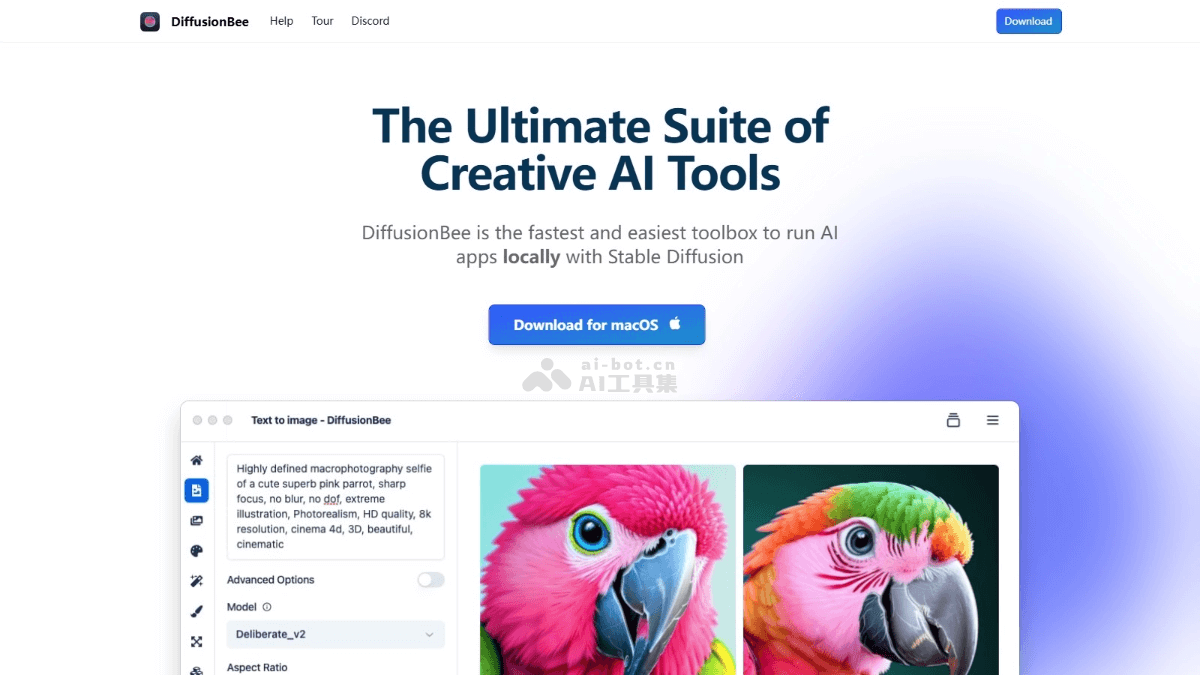 DiffusionBee Help Tour Discord Download
The Ultimate Suite of
Creative AI Tools
DiffusionBee is the fastest and easiest toolbox to run AI
apps locally with Stable Diffusion
Download for macOS
ai-bot.cn
AI工具集
Text to image - DiffusionBee
Highly defined macrophotography selfie
of a cute superb pink parrot, sharp
focus, no blur, no dof, extreme
illustration, Photorealism, HD quality, 8k
resolution, cinema 4d, 3D, beautiful,
cinematic
Advanced Options
Model
Deliberate_v2
Aspect Ratio